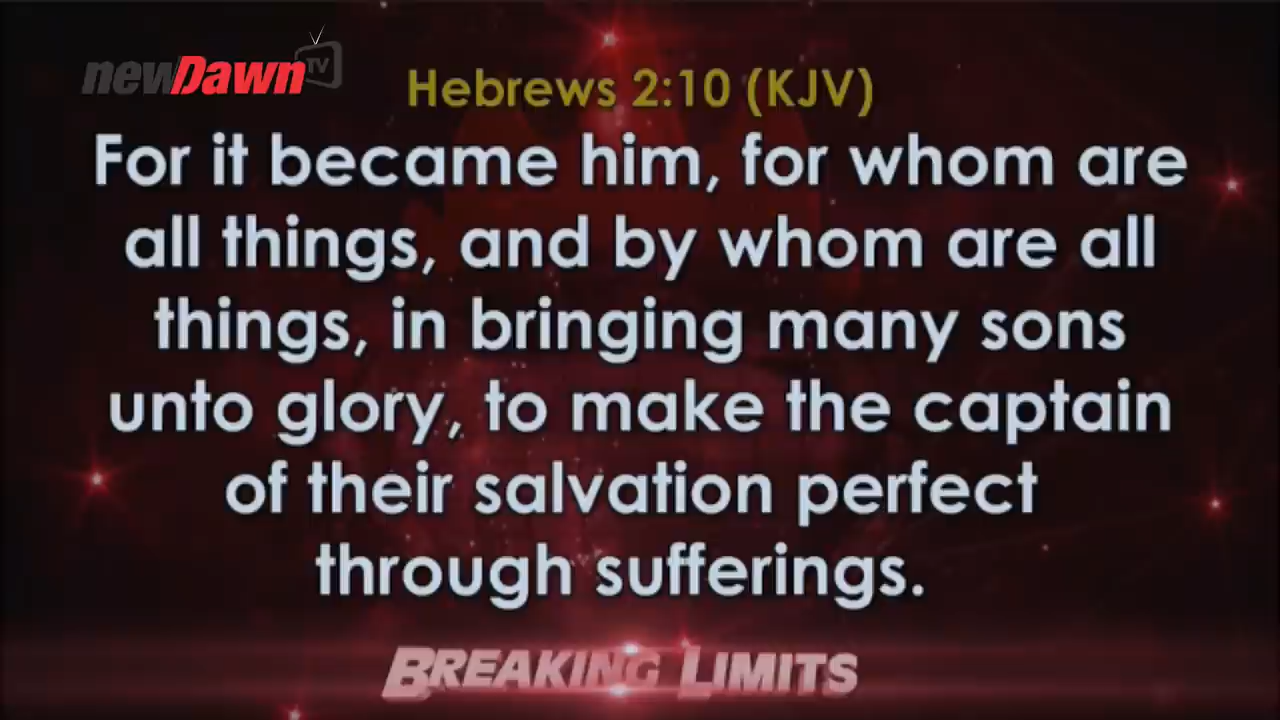 newDawn TV
Hebrews 2:10 (KJV)
For it became him, for whom are
all things, and by whom are all
things, in bringing many sons
unto glory, to make the captain
of their salvation perfect
through sufferings.
BREAKING LIMITS